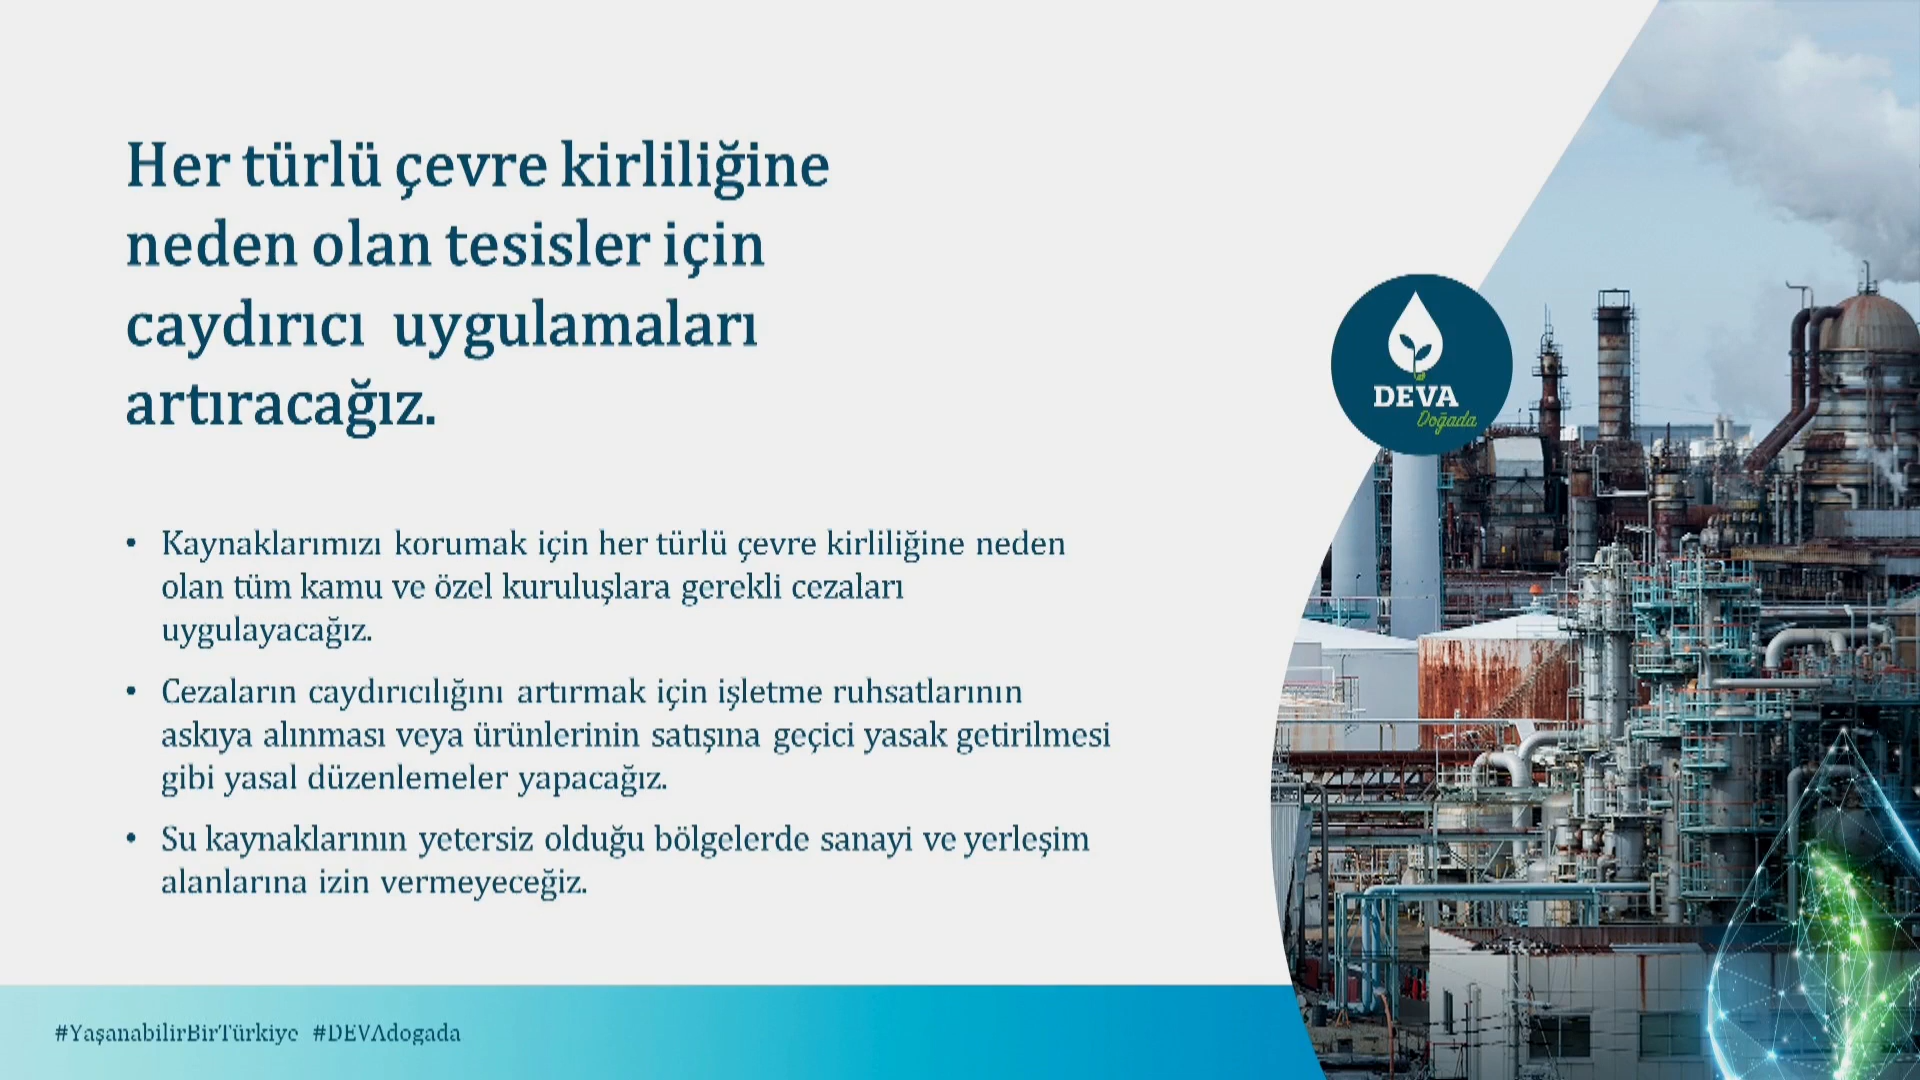 Her türlü çevre kirliliğine
neden olan tesisler için
caydırıcı uygulamaları
artıracağız.
DEVA
Doğada
• Kaynaklarımızı korumak için her türlü çevre kirliliğine neden
olan tüm kamu ve özel kuruluşlara gerekli cezaları
uygulayacağız.
• Cezaların caydırıcılığını artırmak için işletme ruhsatlarının
askıya alınması veya ürünlerinin satışına geçici yasak getirilmesi
gibi yasal düzenlemeler yapacağız.
• Su kaynaklarının yetersiz olduğu bölgelerde sanayi ve yerleşim
alanlarına izin vermeyeceğiz.
#YaşanabilirBirTürkiye #DEVAdogada